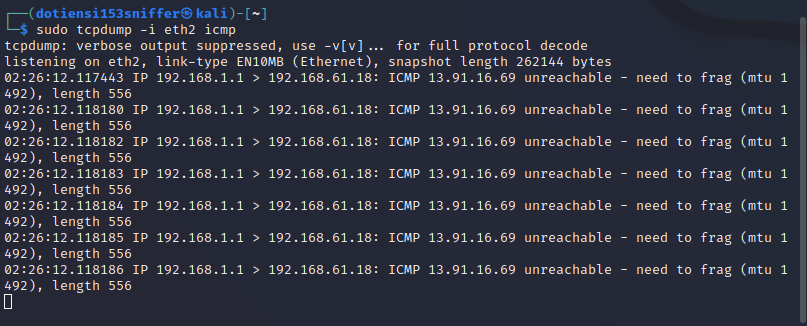 ┌──(dotiensi153sniffer㉿kali)-[~]
└─$ sudo tcpdump -i eth2 icmp
tcpdump: verbose output suppressed, use -v[v]... for full protocol decode
listening on eth2, link-type EN10MB (Ethernet), snapshot length 262144 bytes
02:26:12.117443 IP 192.168.1.1 > 192.168.61.18: ICMP 13.91.16.69 unreachable - need to frag (mtu 1
492), length 556
02:26:12.118180 IP 192.168.1.1 > 192.168.61.18: ICMP 13.91.16.69 unreachable - need to frag (mtu 1
492), length 556
02:26:12.118182 IP 192.168.1.1 > 192.168.61.18: ICMP 13.91.16.69 unreachable - need to frag (mtu 1
492), length 556
02:26:12.118183 IP 192.168.1.1 > 192.168.61.18: ICMP 13.91.16.69 unreachable - need to frag (mtu 1
492), length 556
02:26:12.118184 IP 192.168.1.1 > 192.168.61.18: ICMP 13.91.16.69 unreachable - need to frag (mtu 1
492), length 556
02:26:12.118185 IP 192.168.1.1 > 192.168.61.18: ICMP 13.91.16.69 unreachable - need to frag (mtu 1
492), length 556
02:26:12.118186 IP 192.168.1.1 > 192.168.61.18: ICMP 13.91.16.69 unreachable - need to frag (mtu 1
492), length 556